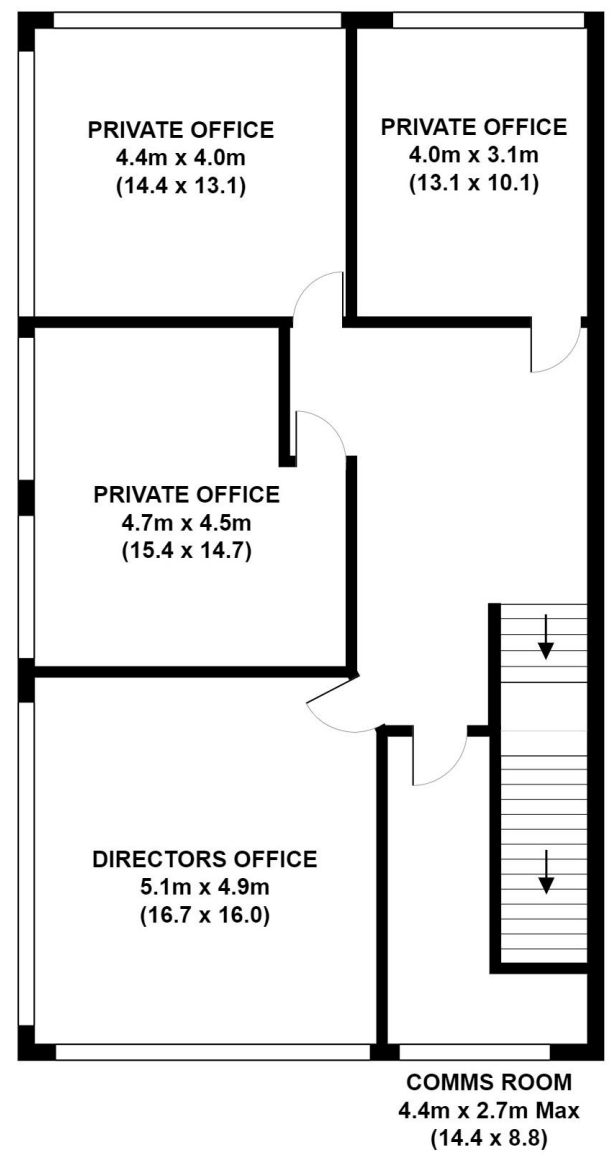 PRIVATE OFFICE
4.4m x 4.0m
(14.4 x 13.1)
PRIVATE OFFICE
4.0m x 3.1m
(13.1 x 10.1)
PRIVATE OFFICE
4.7m x 4.5m
(15.4 x 14.7)
DIRECTORS OFFICE
5.1m x 4.9m
(16.7 x 16.0)
COMMS ROOM
4.4m x 2.7m Max
(14.4 x 8.8)